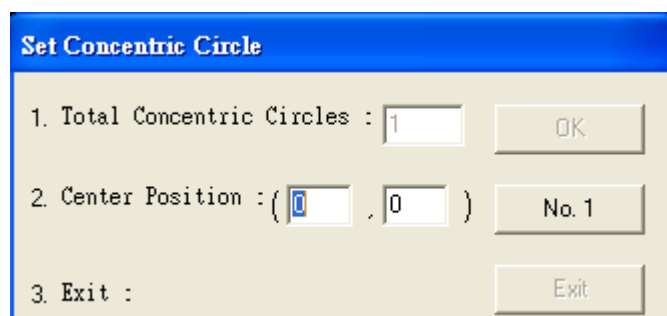 Set Concentric Circle
1. Total Concentric Circles : 1 OK
2. Center Position : ( 0 , 0 ) No. 1
3. Exit : Exit